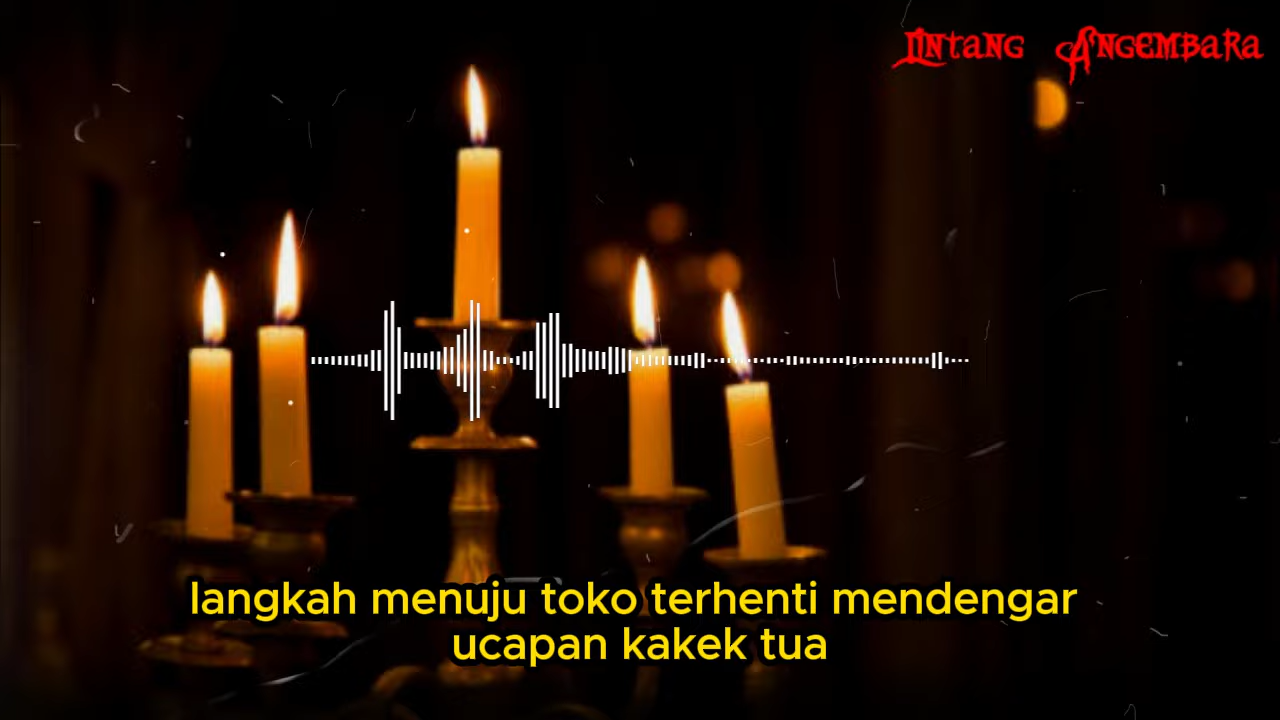 Lintang Angembara
langkah menuju toko terhenti mendengar
ucapan kakek tua